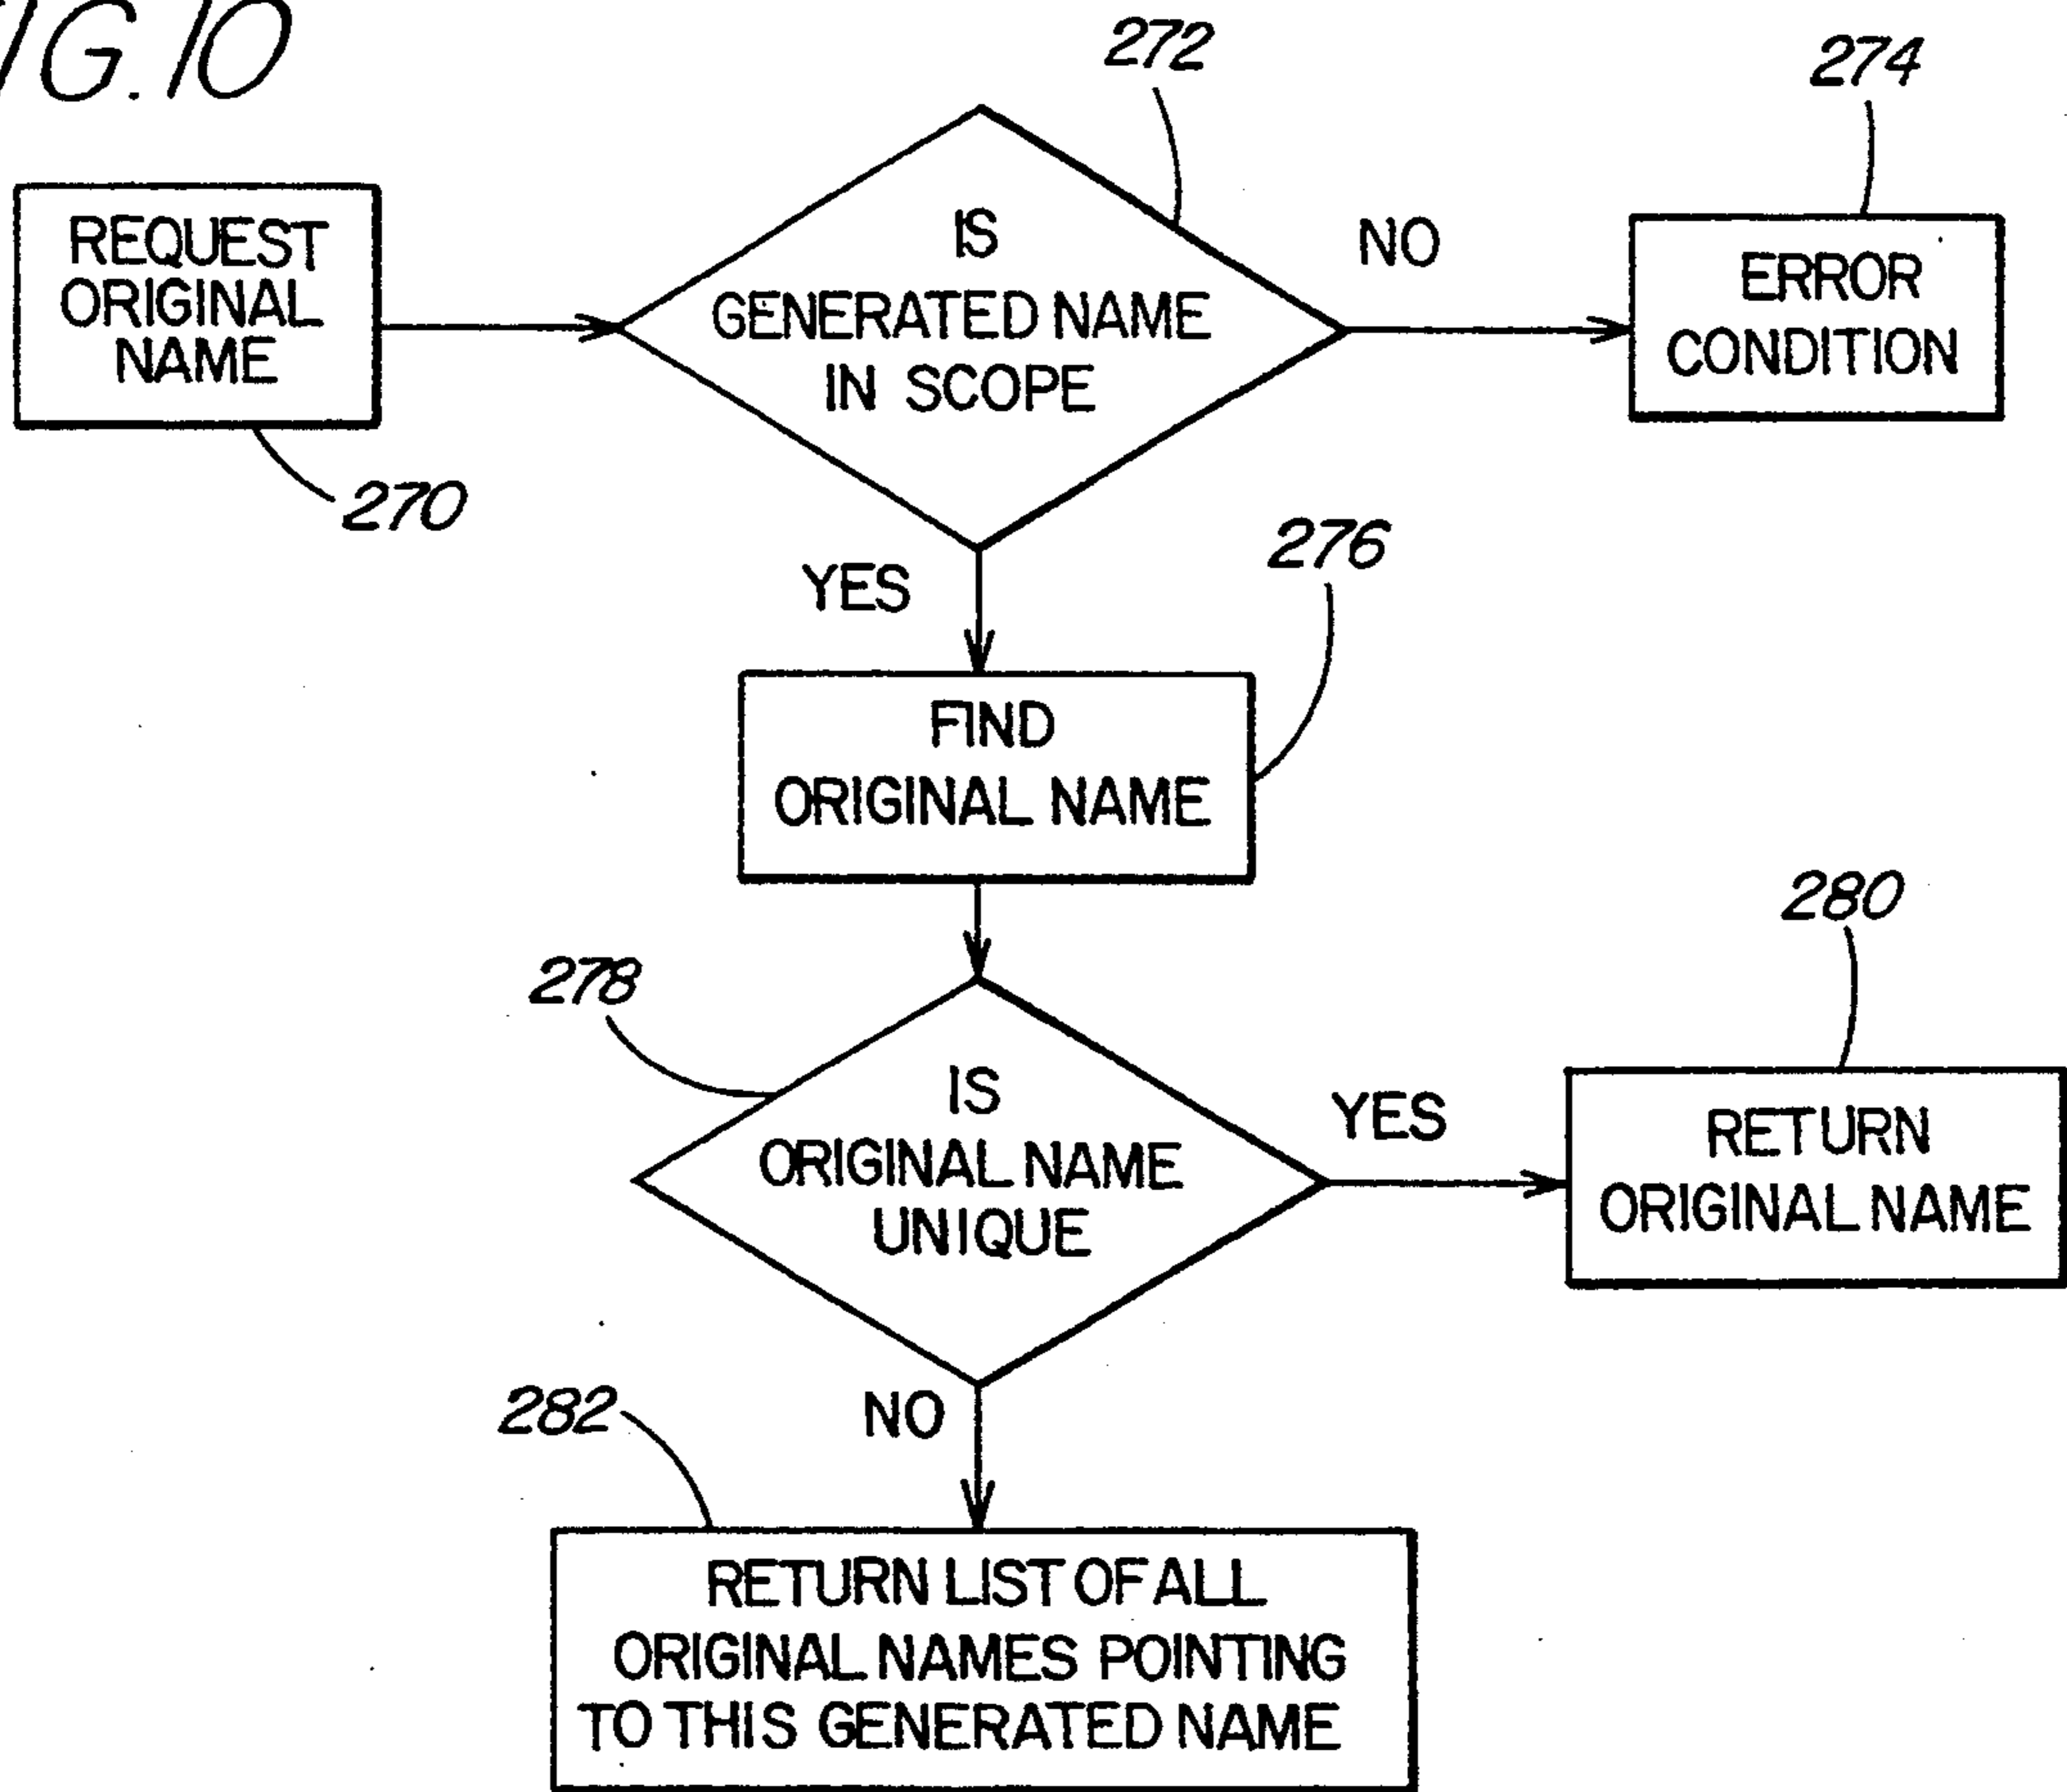 FIG. 10
272
274
REQUEST
ORIGINAL
NAME
270
IS
GENERATED NAME
IN SCOPE
NO
ERROR
CONDITION
YES
276
FIND
ORIGINAL NAME
278
IS
ORIGINAL NAME
UNIQUE
YES
280
RETURN
ORIGINAL NAME
NO
282
RETURN LIST OF ALL
ORIGINAL NAMES POINTING
TO THIS GENERATED NAME